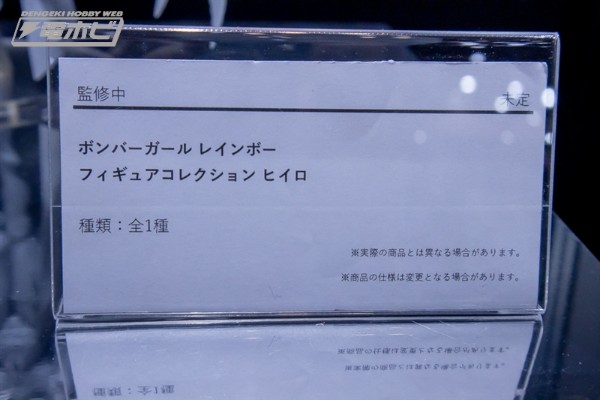 DENGEKI HOBBY WEB
電ホビ
監修中
未定
ボンバーガール レインボー
フィギュアコレクション ヒイロ
種類：全1種
※実際の商品とは異なる場合があります。
※商品の仕様は変更となる場合があります。